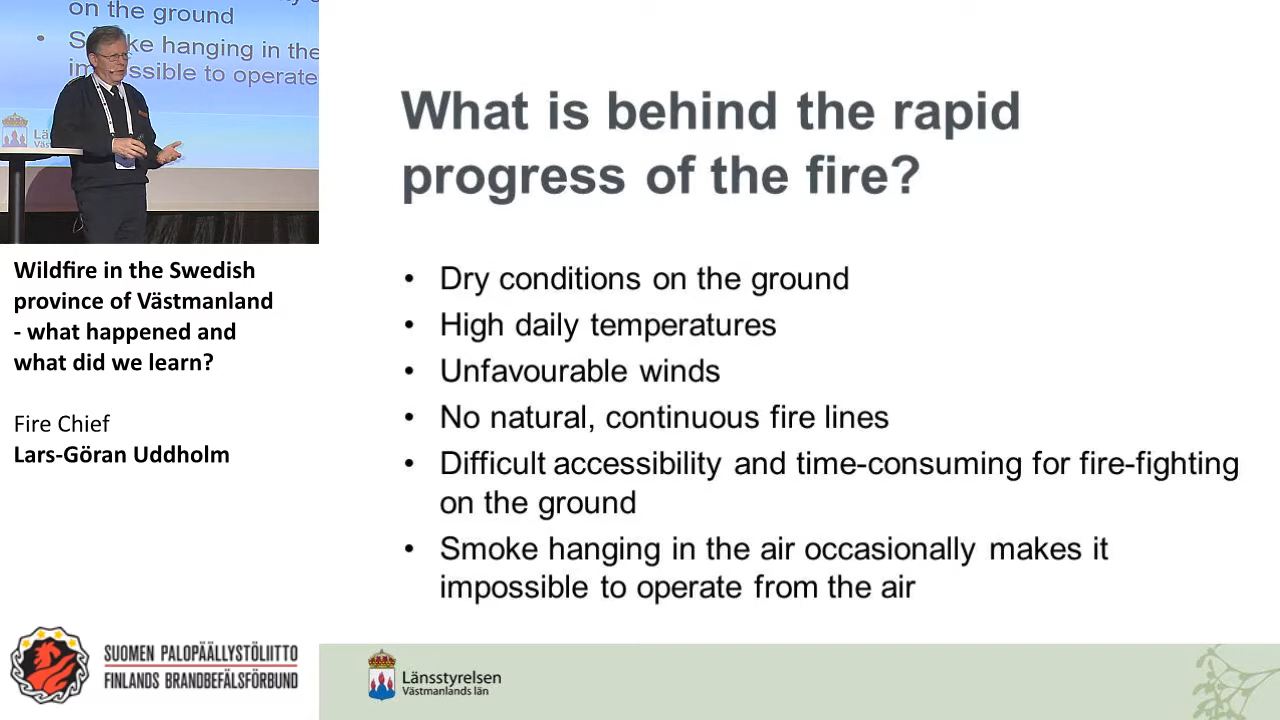 on the ground
• Smoke hanging in the
impossible to operate
Län
Väst
Wildfire in the Swedish
province of Västmanland
- what happened and
what did we learn?
Fire Chief
Lars-Göran Uddholm
SUOMEN PALOPÄÄLLYSTÖLIITTO
FINLANDS BRANDBEFÄLSFÖRBUND
What is behind the rapid
progress of the fire?
• Dry conditions on the ground
• High daily temperatures
• Unfavourable winds
• No natural, continuous fire lines
• Difficult accessibility and time-consuming for fire-fighting
on the ground
• Smoke hanging in the air occasionally makes it
impossible to operate from the air
Länsstyrelsen
Västmanlands län